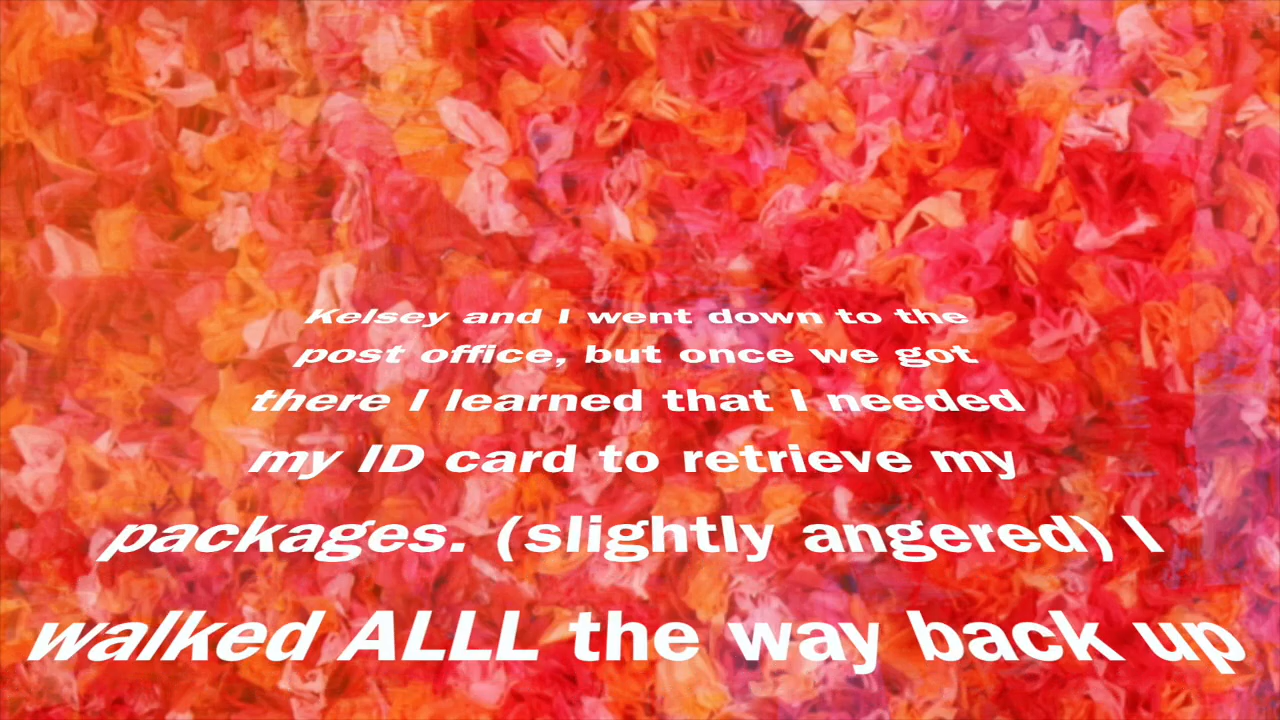 Kelsey and I went down to the
post office, but once we got
there I learned that I needed
my ID card to retrieve my
packages. (slightly angered) I
walked ALLL the way back up